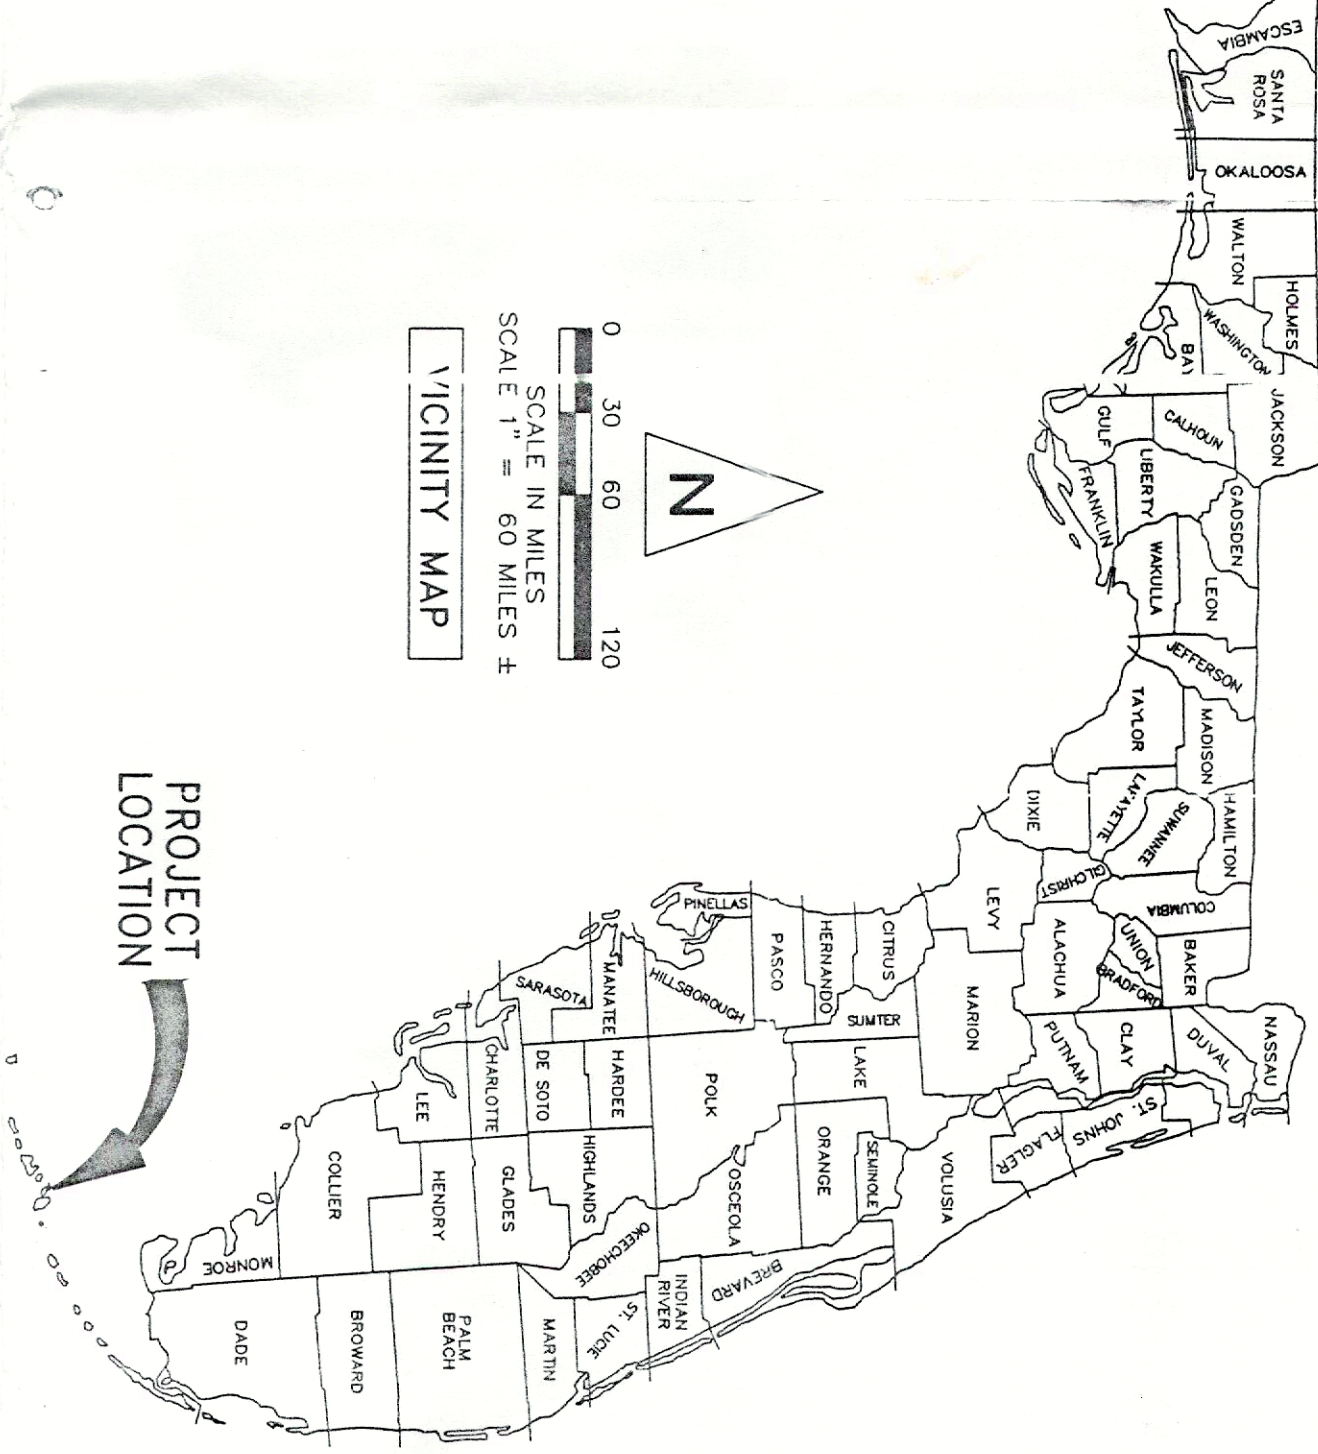 ESCAMBIA
SANTA
ROSA
OKALOOSA
WALTON
HOLMES
WASHINGTON
BAY
JACKSON
CALHOUN
GULF
LIBERTY
FRANKLIN
GADSDEN
LEON
WAKULLA
JEFFERSON
MADISON
TAYLOR
HAMILTON
SUWANNEE
LAFAYETTE
DIXIE
GILCHRIST
COLUMBIA
BAKER
UNION
BRADFORD
ALACHUA
LEVY
NASSAU
DUVAL
CLAY
PUTNAM
ST. JOHNS
FLAGLER
MARION
CITRUS
HERNANDO
SUMTER
PASCO
PINELLAS
HILLSBOROUGH
LAKE
VOLUSIA
SEMINOLE
ORANGE
POLK
OSCEOLA
BREVARD
INDIAN
RIVER
MANATEE
SARASOTA
HARDEE
DE SOTO
HIGHLANDS
OKEECHOBEE
ST. LUCIE
MARTIN
CHARLOTTE
GLADES
LEE
HENDRY
PALM
BEACH
COLLIER
BROWARD
MONROE
DADE
N
0 30 60 120
SCALE IN MILES
SCALE 1" = 60 MILES ±
VICINITY MAP
PROJECT
LOCATION